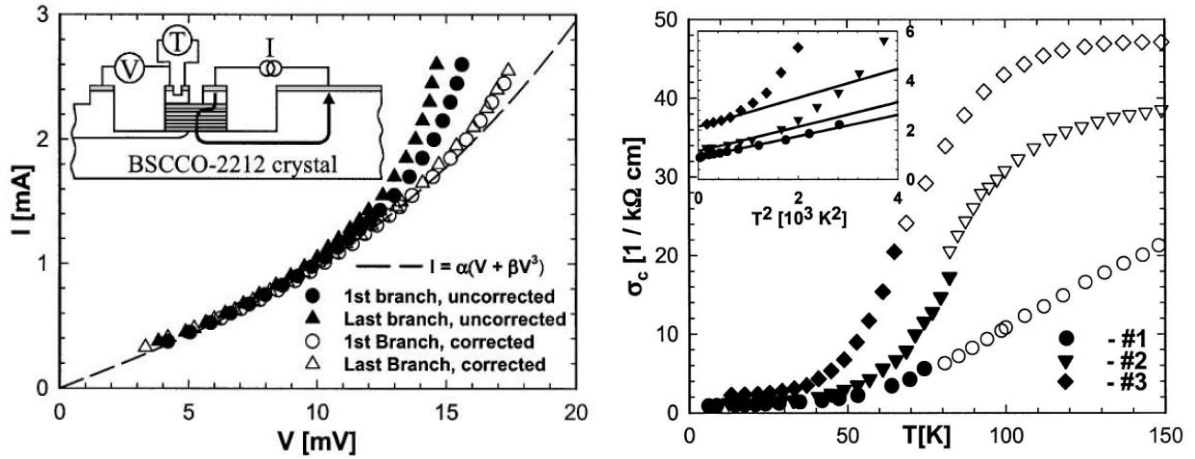 I [mA]
3
2
1
0
V
T
I
BSCCO-2212 crystal
I = α(V + βV³)
1st branch, uncorrected
Last branch, uncorrected
1st Branch, corrected
Last Branch, corrected
0 5 10 15 20
V [mV]
σc [1 / kΩ cm]
50
40
30
20
10
0
6
4
2
0
0 2 4
T² [10³ K²]
- #1
- #2
- #3
0 50 100 150
T[K]